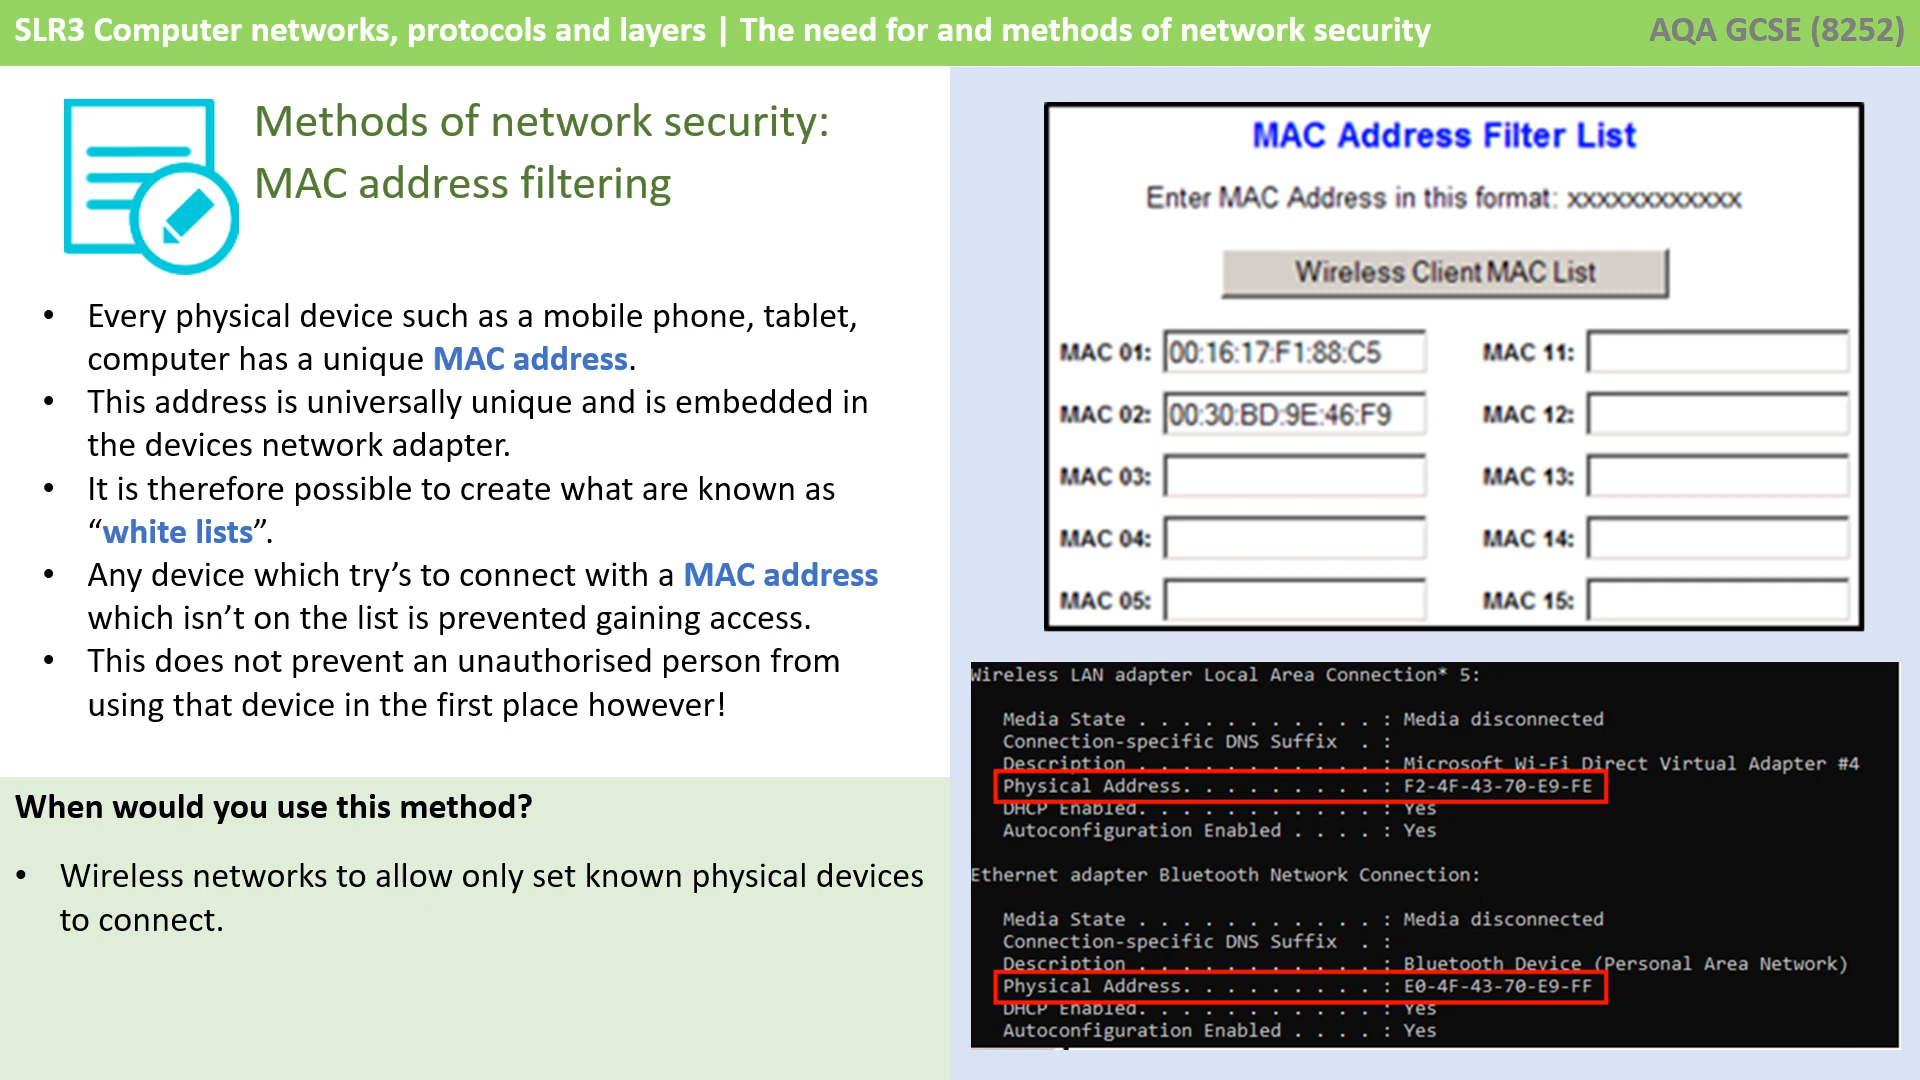 SLR3 Computer networks, protocols and layers | The need for and methods of network security
AQA GCSE (8252)
Methods of network security:
MAC address filtering
• Every physical device such as a mobile phone, tablet,
computer has a unique MAC address.
• This address is universally unique and is embedded in
the devices network adapter.
• It is therefore possible to create what are known as
“white lists”.
• Any device which try’s to connect with a MAC address
which isn’t on the list is prevented gaining access.
• This does not prevent an unauthorised person from
using that device in the first place however!
When would you use this method?
• Wireless networks to allow only set known physical devices
to connect.
MAC Address Filter List
Enter MAC Address in this format: xxxxxxxxxxxx
Wireless Client MAC List
MAC 01: 00:16:17:F1:88:C5 MAC 11:
MAC 02: 00:30:BD:9E:46:F9 MAC 12:
MAC 03: MAC 13:
MAC 04: MAC 14:
MAC 05: MAC 15:
Wireless LAN adapter Local Area Connection* 5:
Media State . . . . . . . . . . . : Media disconnected
Connection-specific DNS Suffix . :
Description . . . . . . . . . . . : Microsoft Wi-Fi Direct Virtual Adapter #4
Physical Address. . . . . . . . . : F2-4F-43-70-E9-FE
DHCP Enabled. . . . . . . . . . . : Yes
Autoconfiguration Enabled . . . . : Yes
Ethernet adapter Bluetooth Network Connection:
Media State . . . . . . . . . . . : Media disconnected
Connection-specific DNS Suffix . :
Description . . . . . . . . . . . : Bluetooth Device (Personal Area Network)
Physical Address. . . . . . . . . : E0-4F-43-70-E9-FF
DHCP Enabled. . . . . . . . . . . : Yes
Autoconfiguration Enabled . . . . : Yes